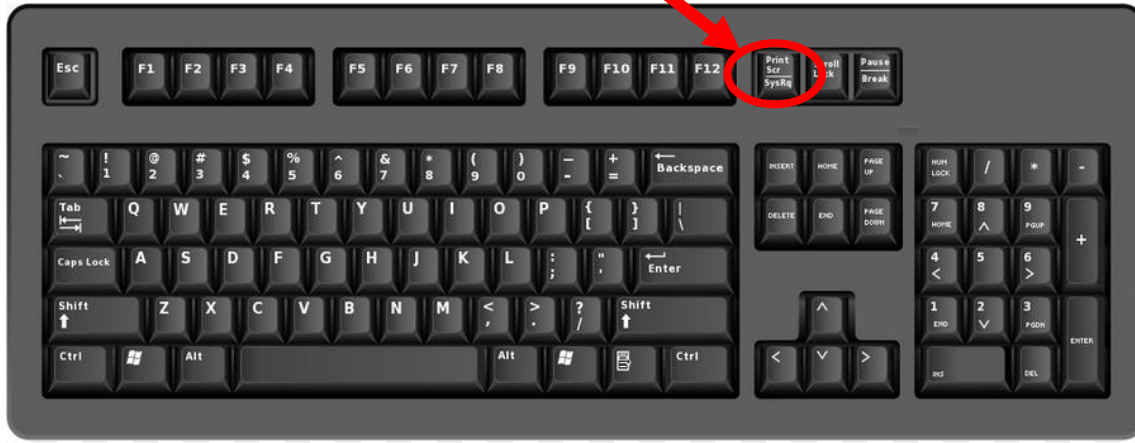 Esc F1 F2 F3 F4 F5 F6 F7 F8 F9 F10 F11 F12 Print Scr SysRq Scroll Lock Pause Break
~ ` ! 1 @ 2 # 3 $ 4 % 5 ^ 6 & 7 * 8 ( 9 ) 0 _ - + = Backspace INSERT HOME PAGE UP NUM LOCK / * -
Tab Q W E R T Y U I O P { [ } ] | \ DELETE END PAGE DOWN 7 HOME 8 9 PGUP +
Caps Lock A S D F G H J K L : ; " ' Enter 4 5 6
Shift Z X C V B N M < , > . ? / Shift 1 END 2 3 PGDN ENTER
Ctrl Alt Alt Ctrl INS DEL